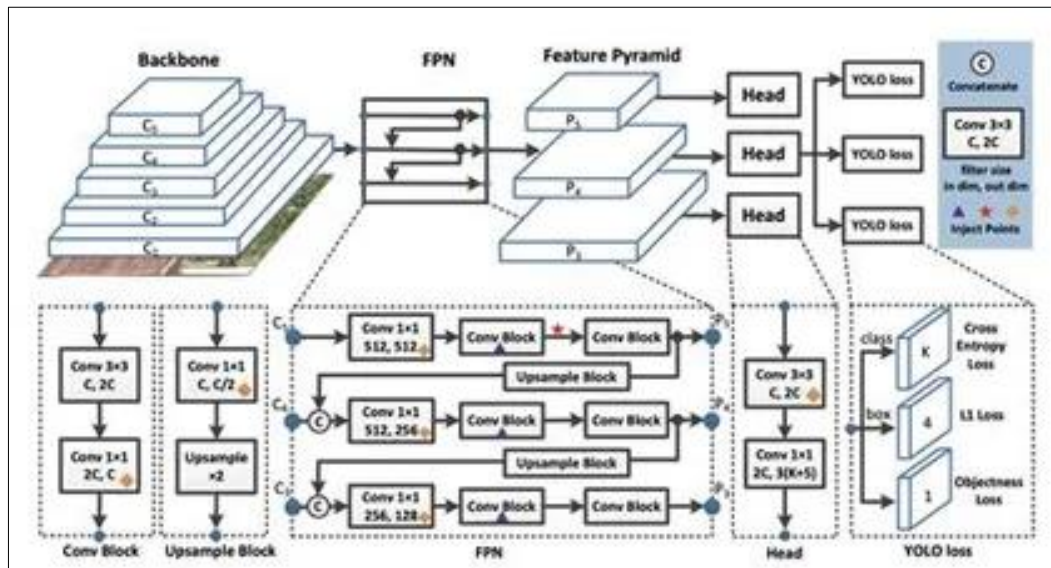 Backbone
FPN
Feature Pyramid
C5
C4
C3
C2
C1
P5
P4
P3
Head
Head
Head
YOLO loss
YOLO loss
YOLO loss
C
Concatenate
Conv 3×3
C, 2C
filter size
in dim, out dim
Inject Points
Conv 3×3
C, 2C
Conv 1×1
2C, C
Conv Block
Conv 1×1
C, C/2
Upsample
×2
Upsample Block
C5
Conv 1×1
512, 512
Conv Block
Conv Block
P5
Upsample Block
C4
C
Conv 1×1
512, 256
Conv Block
Conv Block
P4
Upsample Block
C3
C
Conv 1×1
256, 128
Conv Block
Conv Block
P3
FPN
Conv 3×3
C, 2C
Conv 1×1
2C, 3(K+5)
Head
class
K
Cross
Entropy
Loss
box
4
L1 Loss
1
Objectness
Loss
YOLO loss